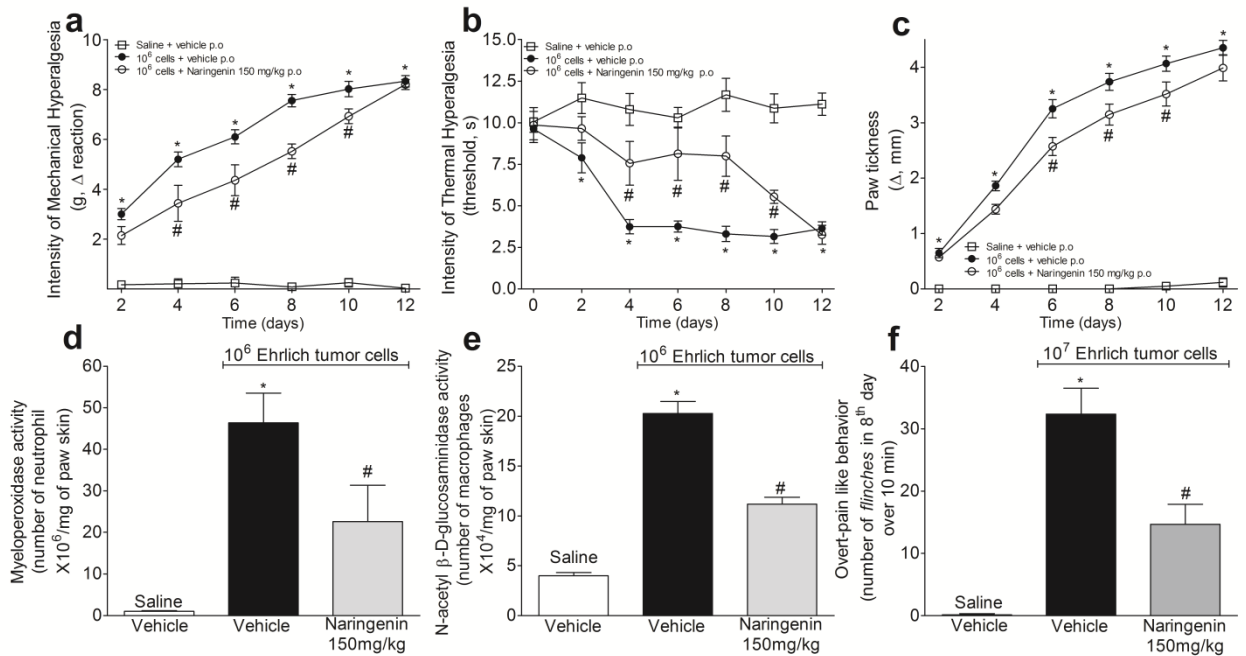 a
Intensity of Mechanical Hyperalgesia
(g, Δ reaction)
10
8
6
4
2
Saline + vehicle p.o
10⁶ cells + vehicle p.o
10⁶ cells + Naringenin 150 mg/kg p.o
* * * * * *
# # # #
2 4 6 8 10 12
Time (days)
b
Intensity of Thermal Hyperalgesia
(threshold, s)
15.0
12.5
10.0
7.5
5.0
2.5
0.0
Saline + vehicle p.o
10⁶ cells + vehicle p.o
10⁶ cells + Naringenin 150 mg/kg p.o
# # # #
* * * * * *
0 2 4 6 8 10 12
Time (days)
c
Paw tickness
(Δ, mm)
4
2
0
* * * * * *
# # #
Saline + vehicle p.o
10⁶ cells + vehicle p.o
10⁶ cells + Naringenin 150 mg/kg p.o
2 4 6 8 10 12
Time (days)
d
Myeloperoxidase activity
(number of neutrophil
X10⁶/mg of paw skin)
10⁶ Ehrlich tumor cells
60
50
40
30
20
10
0
*
#
Saline
Vehicle
Vehicle
Naringenin
150mg/kg
e
N-acetyl β-D-glucosaminidase activity
(number of macrophages
X10⁴/mg of paw skin)
10⁶ Ehrlich tumor cells
25
20
15
10
5
0
*
#
Saline
Vehicle
Vehicle
Naringenin
150mg/kg
f
Overt-pain like behavior
(number of flinches in 8th day
over 10 min)
10⁷ Ehrlich tumor cells
40
30
20
10
0
*
#
Saline
Vehicle
Vehicle
Naringenin
150mg/kg